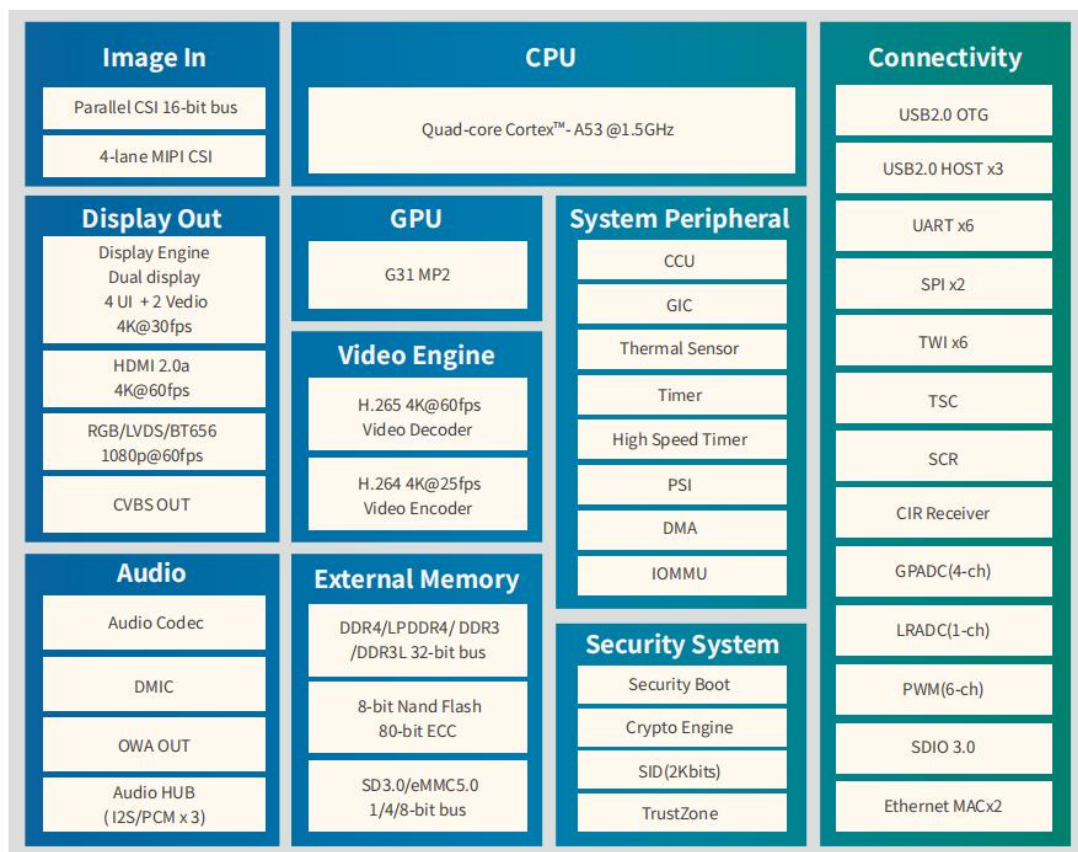 Image In
Parallel CSI 16-bit bus
4-lane MIPI CSI
CPU
Quad-core Cortex™- A53 @1.5GHz
Connectivity
USB2.0 OTG
USB2.0 HOST x3
UART x6
SPI x2
TWI x6
TSC
SCR
CIR Receiver
GPADC(4-ch)
LRADC(1-ch)
PWM(6-ch)
SDIO 3.0
Ethernet MACx2
Display Out
Display Engine
Dual display
4 UI + 2 Vedio
4K@30fps
HDMI 2.0a
4K@60fps
RGB/LVDS/BT656
1080p@60fps
CVBS OUT
GPU
G31 MP2
Video Engine
H.265 4K@60fps
Video Decoder
H.264 4K@25fps
Video Encoder
System Peripheral
CCU
GIC
Thermal Sensor
Timer
High Speed Timer
PSI
DMA
IOMMU
Audio
Audio Codec
DMIC
OWA OUT
Audio HUB
( I2S/PCM x 3)
External Memory
DDR4/LPDDR4/ DDR3
/DDR3L 32-bit bus
8-bit Nand Flash
80-bit ECC
SD3.0/eMMC5.0
1/4/8-bit bus
Security System
Security Boot
Crypto Engine
SID(2Kbits)
TrustZone